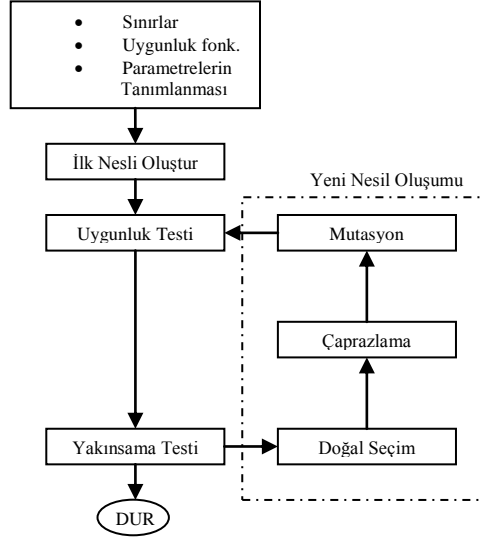 • Sınırlar
• Uygunluk fonk.
• Parametrelerin
Tanımlanması
İlk Nesli Oluştur
Yeni Nesil Oluşumu
Uygunluk Testi
Mutasyon
Çaprazlama
Yakınsama Testi
Doğal Seçim
DUR